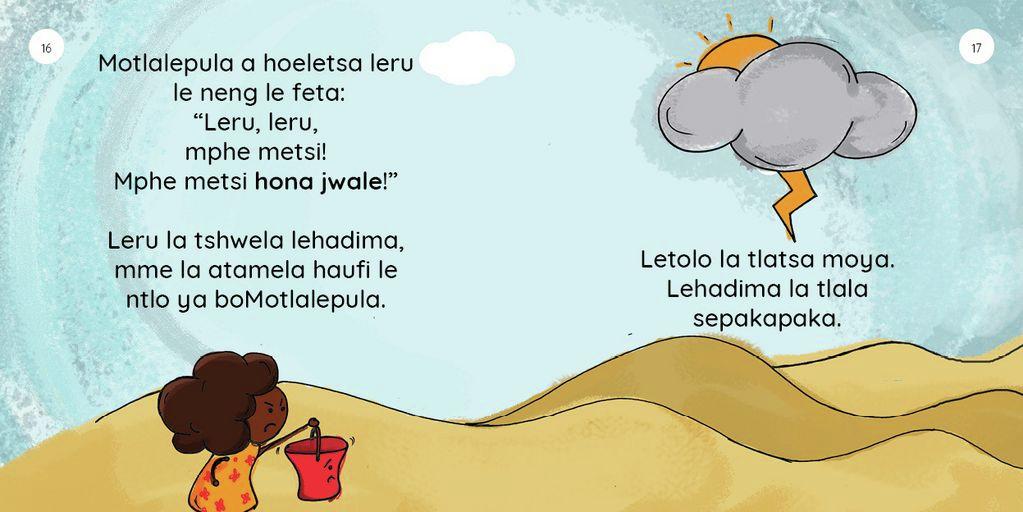 16
Motlalepula a hoeletsa leru
le neng le feta:
“Leru, leru,
mphe metsi!
Mphe metsi hona jwale!”
Leru la tshwela lehadima,
mme la atamela haufi le
ntlo ya boMotlalepula.
17
Letolo la tlatsa moya.
Lehadima la tlala
sepakapaka.